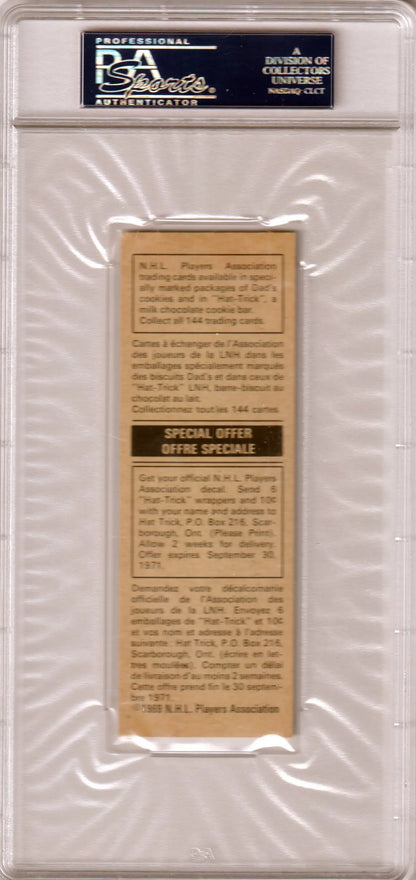 PROFESSIONAL
PSA
Sports
AUTHENTICATOR
A
DIVISION OF
COLLECTORS
UNIVERSE
NASDAQ: CLCT
N.H.L. Players Association
trading cards available in speci-
ally marked packages of Dad's
cookies and in "Hat-Trick", a
milk chocolate cookie bar.
Collect all 144 trading cards.
Cartes à échanger de l'Association
des joueurs de la LNH dans les
emballages spécialement marqués
des biscuits Dad's et dans ceux de
"Hat-Trick" LNH, barre-biscuit au
chocolat au lait.
Collectionnez tout'les 144 cartes.
SPECIAL OFFER
OFFRE SPECIALE
Get your official N.H.L. Players
Association decal. Send 6
"Hat-Trick" wrappers and 10¢
with your name and address to
Hat Trick, P.O. Box 216, Scar-
borough, Ont. (Please Print).
Allow 2 weeks for delivery.
Offer expires September 30,
1971.
Demandez votre décalcomanie
officielle de l'Association des
joueurs de la LNH. Envoyez 6
emballages de "Hat-Trick" et 10¢
et vos nom et adresse à l'adresse
suivante: Hat Trick, P.O. Box 216,
Scarborough, Ont. (écrire en let-
tres moulées). Compter un délai
de livraison d'au moins 2 semaines.
Cette offre prend fin le 30 septem-
bre 1971.
©1969 N.H.L. Players Association
PSA